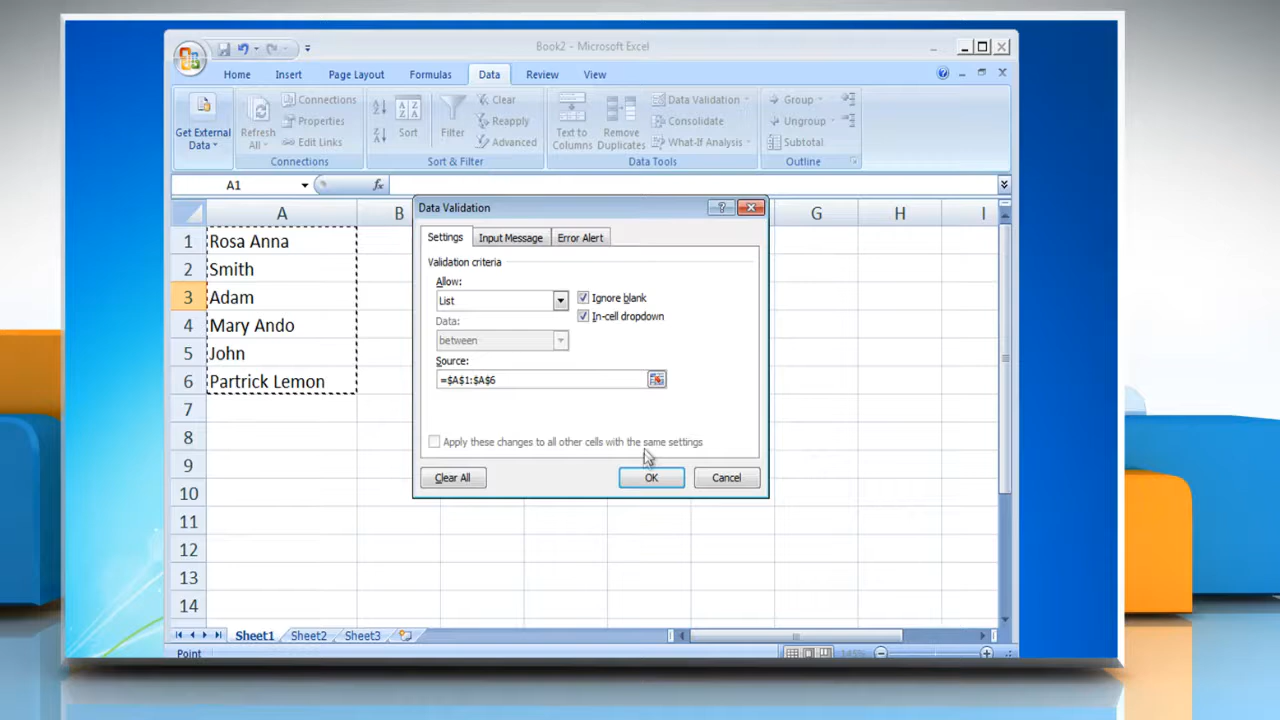 Book2 - Microsoft Excel
Home Insert Page Layout Formulas Data Review View
Get External Data
Refresh All
Connections
Properties
Edit Links
Connections
Sort
Filter
Clear
Reapply
Advanced
Sort & Filter
Text to Columns
Remove Duplicates
Data Validation
Consolidate
What-If Analysis
Data Tools
Group
Ungroup
Subtotal
Outline
A1 fx
A B G H I
1 Rosa Anna
2 Smith
3 Adam
4 Mary Ando
5 John
6 Partrick Lemon
7
8
9
10
11
12
13
14
Data Validation
Settings Input Message Error Alert
Validation criteria
Allow:
List
Ignore blank
In-cell dropdown
Data:
between
Source:
=$A$1:$A$6
Apply these changes to all other cells with the same settings
Clear All OK Cancel
Sheet1 Sheet2 Sheet3
Point 145%